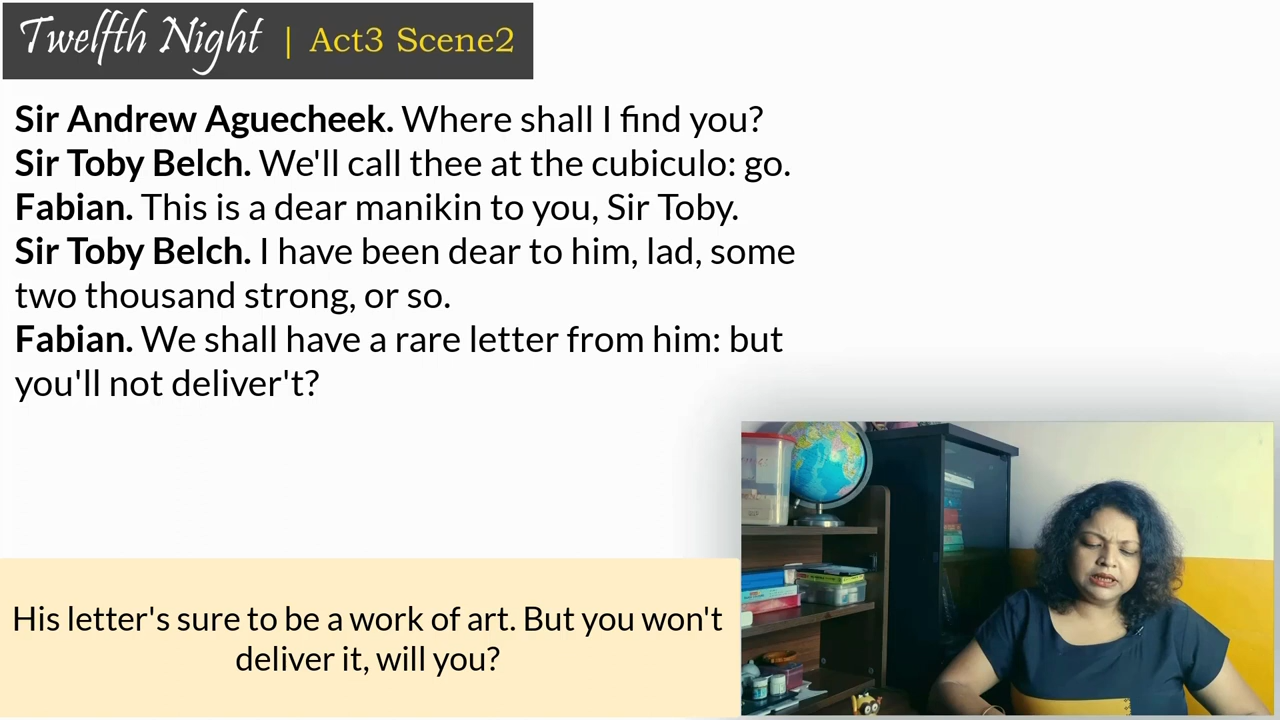 Twelfth Night | Act3 Scene2
Sir Andrew Aguecheek. Where shall I find you?
Sir Toby Belch. We'll call thee at the cubiculo: go.
Fabian. This is a dear manikin to you, Sir Toby.
Sir Toby Belch. I have been dear to him, lad, some
two thousand strong, or so.
Fabian. We shall have a rare letter from him: but
you'll not deliver't?
His letter's sure to be a work of art. But you won't
deliver it, will you?